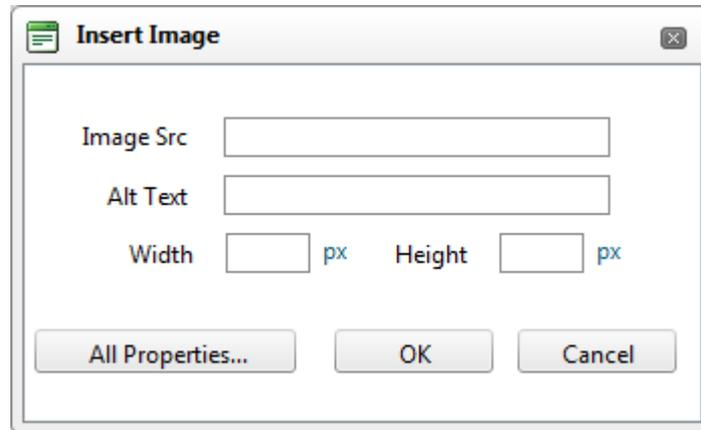 Insert Image
Image Src
Alt Text
Width px Height px
All Properties... OK Cancel